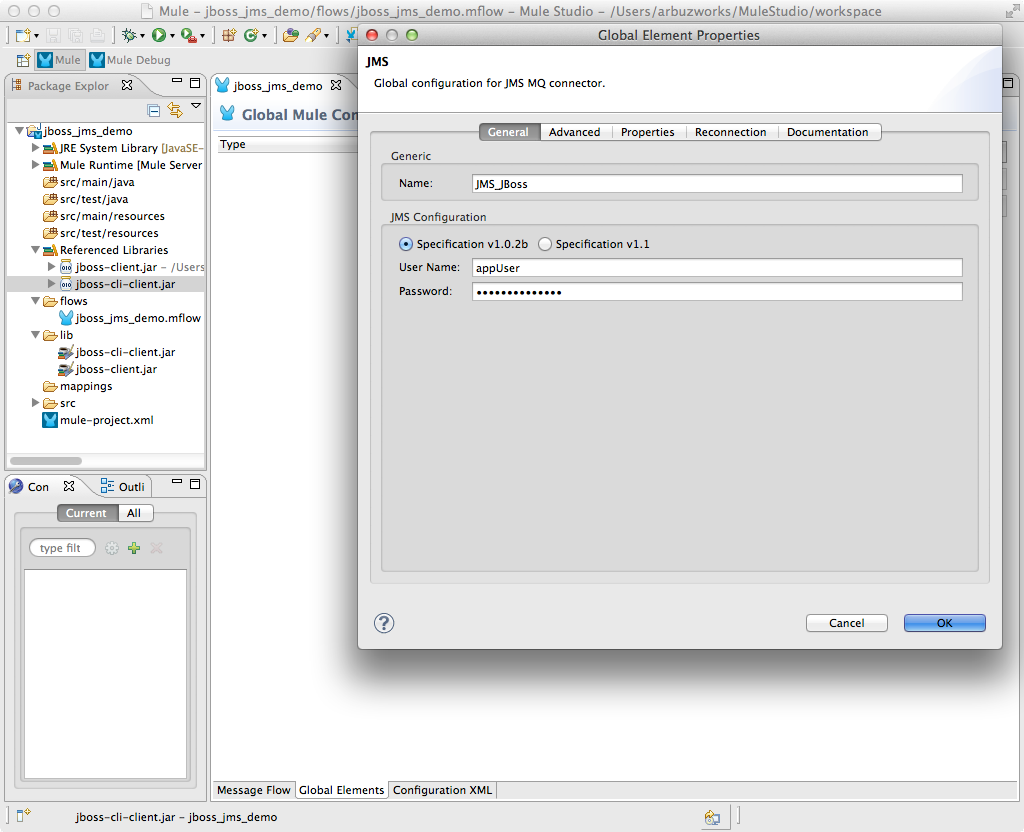 Mule – jboss_jms_demo/flows/jboss_jms_demo.mflow – Mule Studio – /Users/arbuzworks/MuleStudio/workspace
Mule
Mule Debug
Package Explor
jboss_jms_demo
JRE System Library [JavaSE-
Mule Runtime [Mule Server
src/main/java
src/test/java
src/main/resources
src/test/resources
Referenced Libraries
jboss-client.jar – /Users
jboss-cli-client.jar
flows
jboss_jms_demo.mflow
lib
jboss-cli-client.jar
jboss-client.jar
mappings
src
mule-project.xml
Con
Outli
Current
All
type filt
jboss_jms_demo
Global Mule Con
Type
Global Element Properties
JMS
Global configuration for JMS MQ connector.
General
Advanced
Properties
Reconnection
Documentation
Generic
Name:
JMS_JBoss
JMS Configuration
Specification v1.0.2b
Specification v1.1
User Name:
appUser
Password:
••••••••••••••
?
Cancel
OK
Message Flow
Global Elements
Configuration XML
jboss-cli-client.jar – jboss_jms_demo